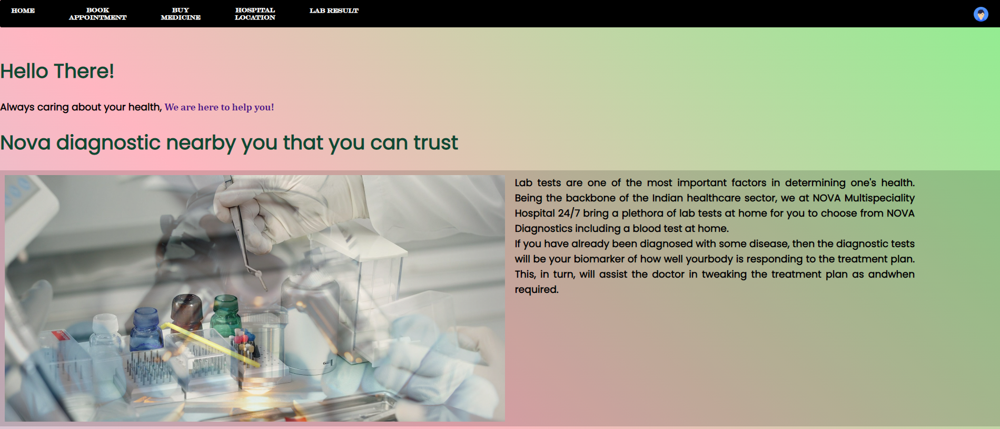 HOME
BOOK APPOINTMENT
BUY MEDICINE
HOSPITAL LOCATION
LAB RESULT
Hello There!
Always caring about your health, We are here to help you!
Nova diagnostic nearby you that you can trust
Lab tests are one of the most important factors in determining one's health.
Being the backbone of the Indian healthcare sector, we at NOVA Multispeciality
Hospital 24/7 bring a plethora of lab tests at home for you to choose from NOVA
Diagnostics including a blood test at home.
If you have already been diagnosed with some disease, then the diagnostic tests
will be your biomarker of how well yourbody is responding to the treatment plan.
This, in turn, will assist the doctor in tweaking the treatment plan as andwhen
required.